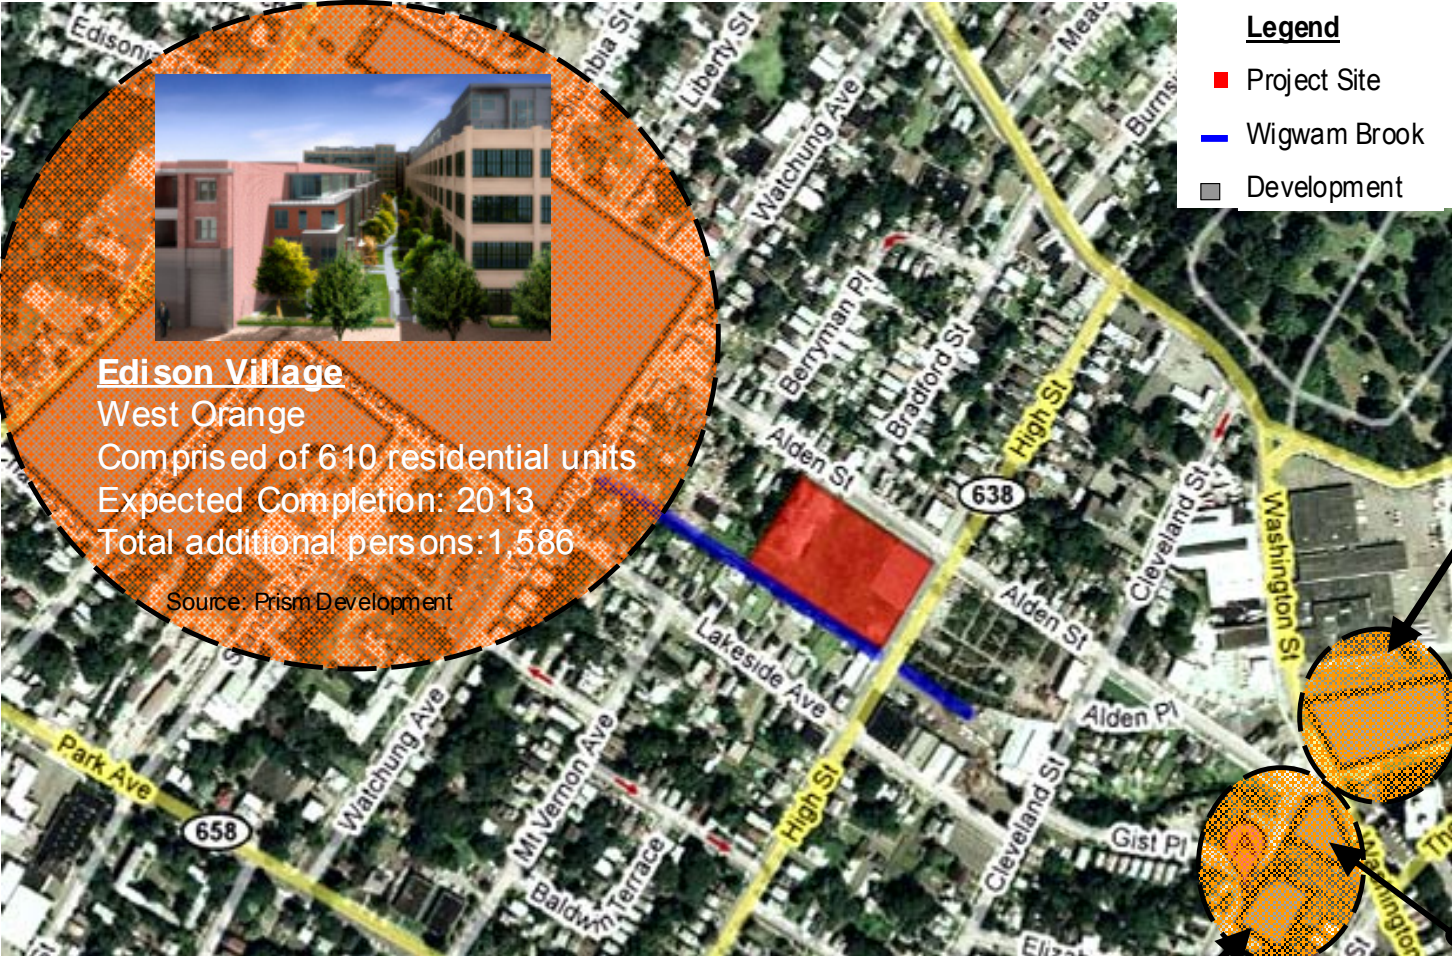 Legend
Project Site
Wigwam Brook
Development
Edison Village
West Orange
Comprised of 610 residential units
Expected Completion: 2013
Total additional persons:1,586
Source: Prism Development
Liberty St
Watchung Ave
Berryman Pl
Bradford St
High St
638
Alden St
Cleveland St
Washington St
Alden St
Lakeside Ave
Alden Pl
Park Ave
658
Watchung Ave
Mt Vernon Ave
High St
Baldwin Terrace
Cleveland St
Gist Pl
Washington
St